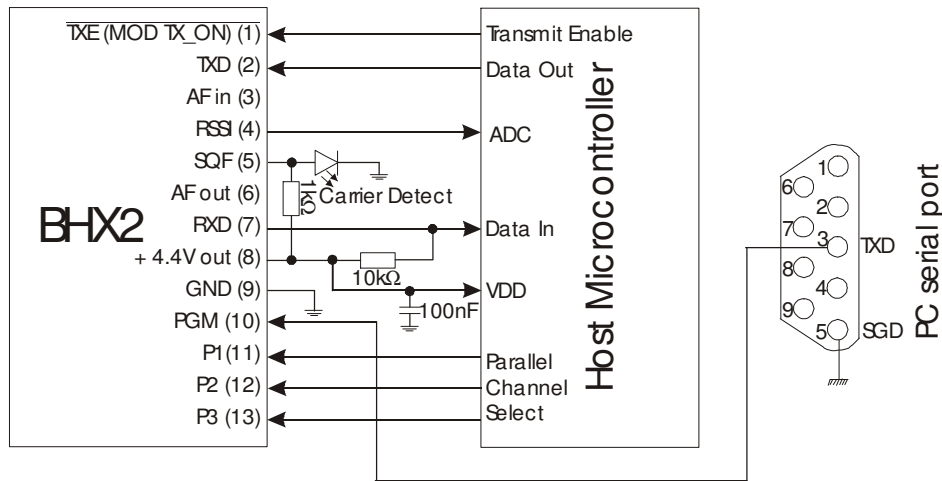 TXE (MOD TX_ON) (1)
TXD (2)
AF in (3)
RSSI (4)
SQF (5)
AF out (6)
RXD (7)
+ 4.4V out (8)
GND (9)
PGM (10)
P1(11)
P2 (12)
P3 (13)
BHX2
1kΩ
Carrier Detect
10kΩ
100nF
Transmit Enable
Data Out
ADC
Data In
VDD
Parallel
Channel
Select
Host Microcontroller
1
6
2
7
3
TXD
8
4
9
5
SGD
PC serial port